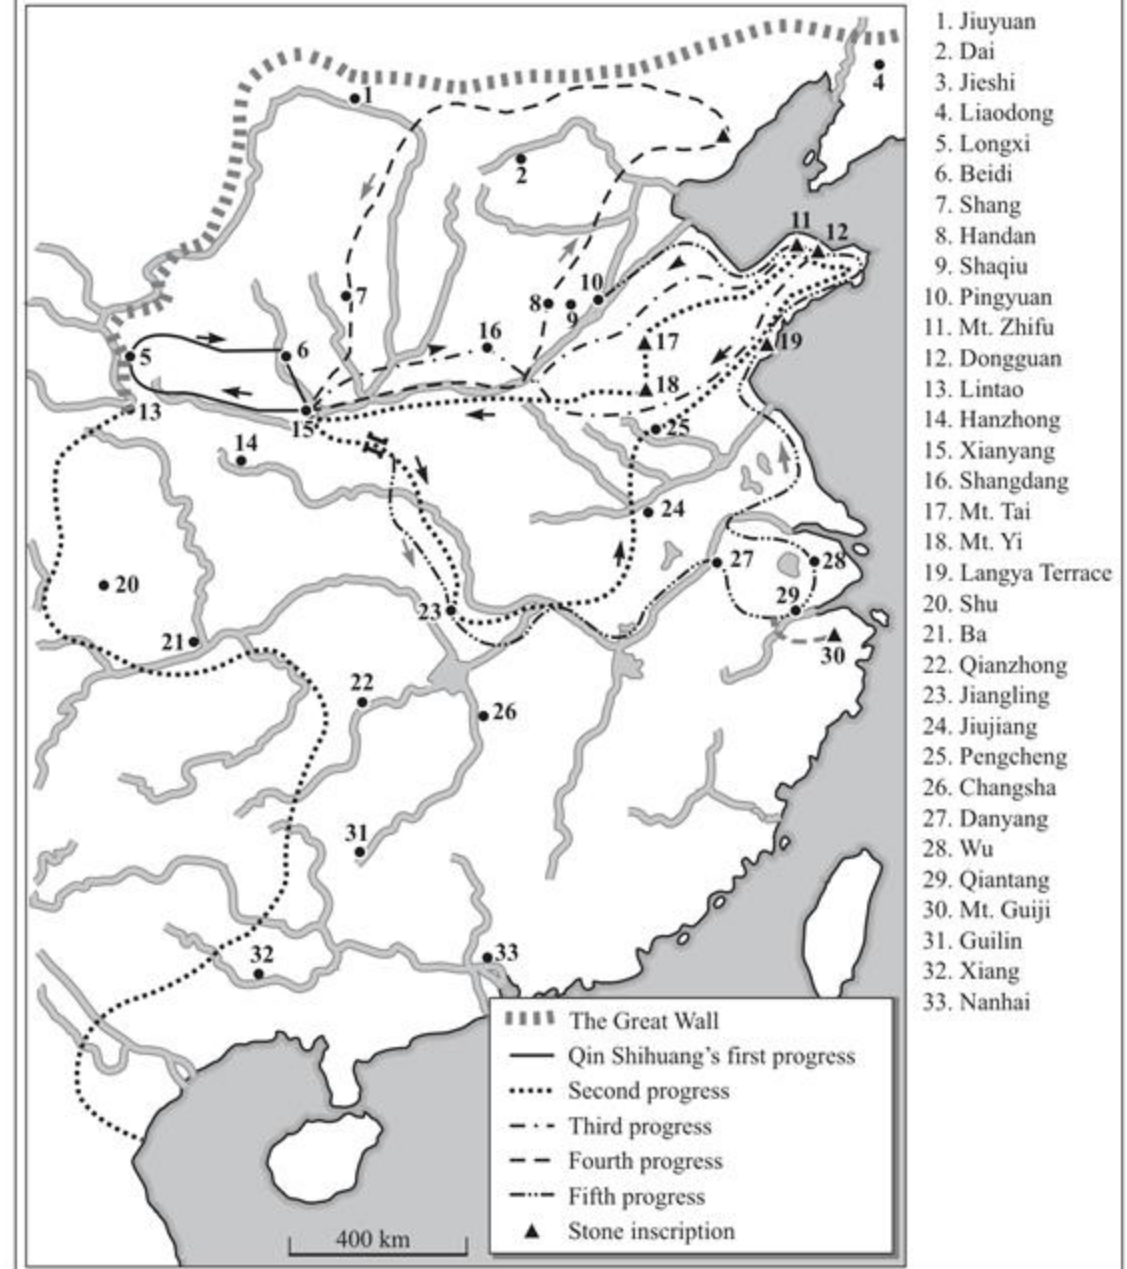 1
2
4
5
6
7
8
9
10
11
12
13
14
15
16
17
18
19
20
21
22
23
24
25
26
27
28
29
30
31
32
33
1. Jiuyuan
2. Dai
3. Jieshi
4. Liaodong
5. Longxi
6. Beidi
7. Shang
8. Handan
9. Shaqiu
10. Pingyuan
11. Mt. Zhifu
12. Dongguan
13. Lintao
14. Hanzhong
15. Xianyang
16. Shangdang
17. Mt. Tai
18. Mt. Yi
19. Langya Terrace
20. Shu
21. Ba
22. Qianzhong
23. Jiangling
24. Jiujiang
25. Pengcheng
26. Changsha
27. Danyang
28. Wu
29. Qiantang
30. Mt. Guiji
31. Guilin
32. Xiang
33. Nanhai
The Great Wall
Qin Shihuang's first progress
Second progress
Third progress
Fourth progress
Fifth progress
Stone inscription
400 km